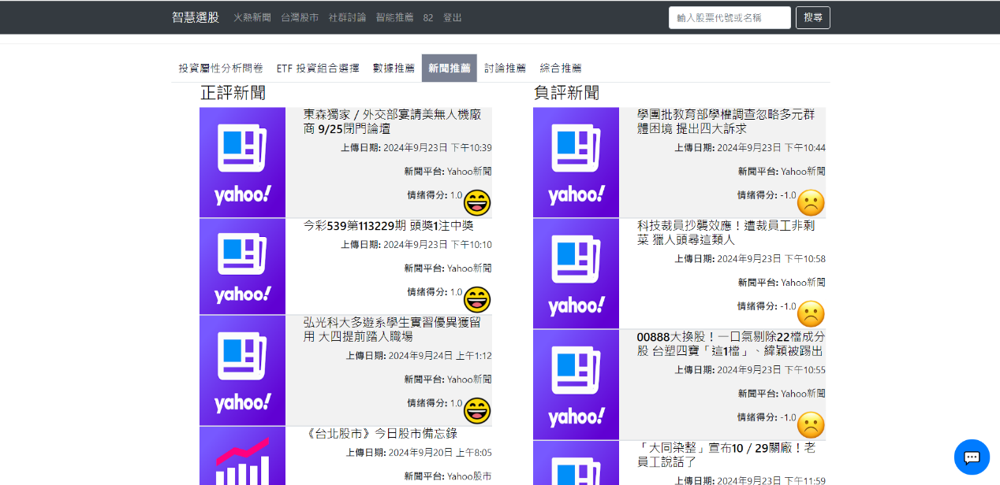 智慧選股 火熱新聞 台灣股市 社群討論 智能推薦 82 登出 輸入股票代號或名稱 搜尋
投資屬性分析問卷 ETF 投資組合選擇 數據推薦 新聞推薦 討論推薦 綜合推薦
正評新聞
東森獨家／外交部宴請美無人機廠
商 9/25閉門論壇
上傳日期: 2024年9月23日 下午10:39
新聞平台: Yahoo新聞
yahoo!
情绪得分: 1.0
今彩539第113229期 頭獎1注中獎
上傳日期: 2024年9月23日 下午10:10
新聞平台: Yahoo新聞
yahoo!
情绪得分: 1.0
弘光科大多遊系學生實習優異獲留
用 大四提前踏入職場
上傳日期: 2024年9月24日 上午1:12
新聞平台: Yahoo新聞
yahoo!
情绪得分: 1.0
《台北股市》今日股市備忘錄
上傳日期: 2024年9月20日 上午8:05
新聞平台: Yahoo股市
負評新聞
學團批教育部學權調查忽略多元群
體困境 提出四大訴求
上傳日期: 2024年9月23日 下午10:44
新聞平台: Yahoo新聞
yahoo!
情绪得分: -1.0
科技裁員抄襲效應！遭裁員工非剩
菜 獵人頭尋這類人
上傳日期: 2024年9月23日 下午10:58
新聞平台: Yahoo新聞
yahoo!
情绪得分: -1.0
00888大換股！一口氣剔除22檔成分
股 台塑四寶「這1檔」、緯穎被踢出
上傳日期: 2024年9月23日 下午10:55
新聞平台: Yahoo新聞
yahoo!
情绪得分: -1.0
「大同染整」宣布10／29關廠！老
員工說話了
上傳日期: 2024年9月23日 下午11:59